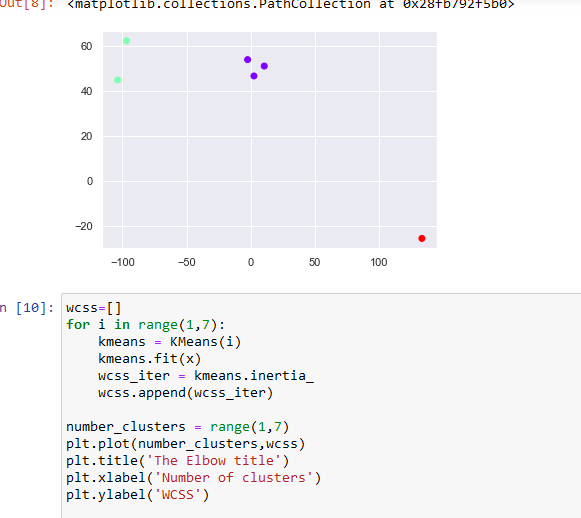 Out[8]: <matplotlib.collections.PathCollection at 0x28fb792f5b0>
60
40
20
0
−20
−100 −50 0 50 100
n [10]: wcss=[]
for i in range(1,7):
    kmeans = KMeans(i)
    kmeans.fit(x)
    wcss_iter = kmeans.inertia_
    wcss.append(wcss_iter)
number_clusters = range(1,7)
plt.plot(number_clusters,wcss)
plt.title('The Elbow title')
plt.xlabel('Number of clusters')
plt.ylabel('WCSS')